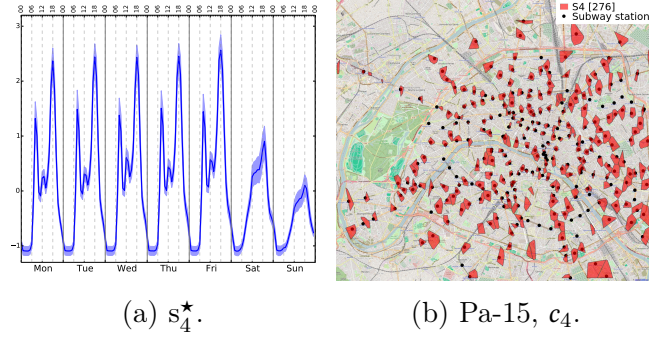 00 06 12 18 00 06 12 18 00 06 12 18 00 06 12 18 00 06 12 18 00 06 12 18 00 06 12 18 00
3
2
1
0
−1
Mon Tue Wed Thu Fri Sat Sun
S4 [276]
Subway station
(a) s₄★.
(b) Pa-15, c₄.